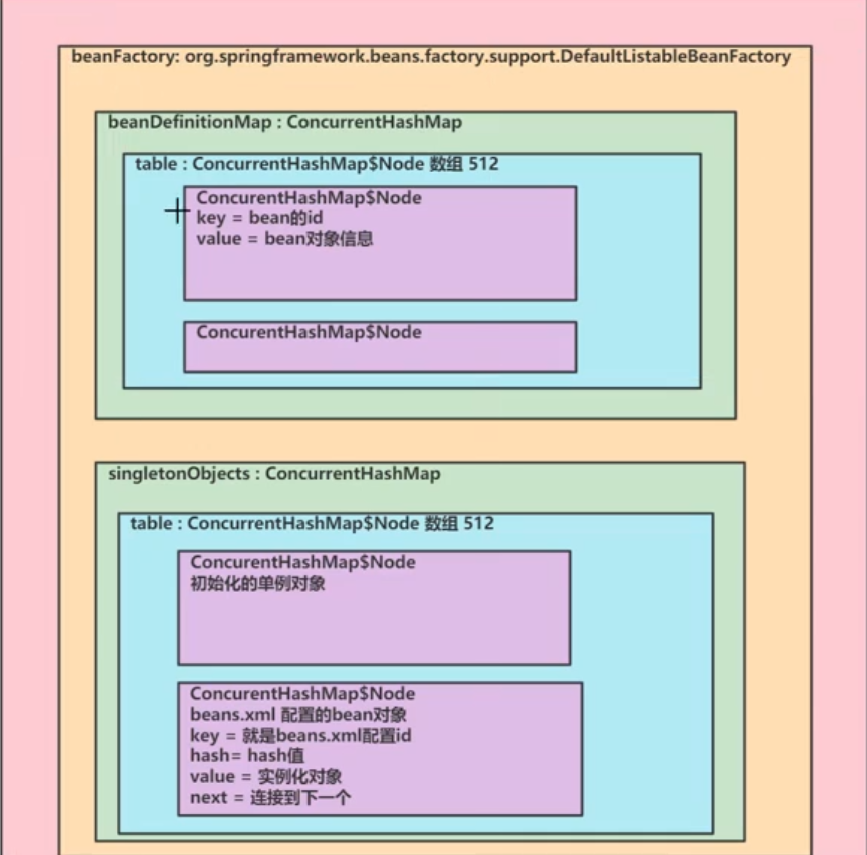 beanFactory: org.springframework.beans.factory.support.DefaultListableBeanFactory
beanDefinitionMap : ConcurrentHashMap
table : ConcurrentHashMap$Node 数组 512
ConcurentHashMap$Node
key = bean的id
value = bean对象信息
ConcurentHashMap$Node
singletonObjects : ConcurrentHashMap
table : ConcurrentHashMap$Node 数组 512
ConcurentHashMap$Node
初始化的单例对象
ConcurentHashMap$Node
beans.xml 配置的bean对象
key = 就是beans.xml配置id
hash= hash值
value = 实例化对象
next = 连接到下一个